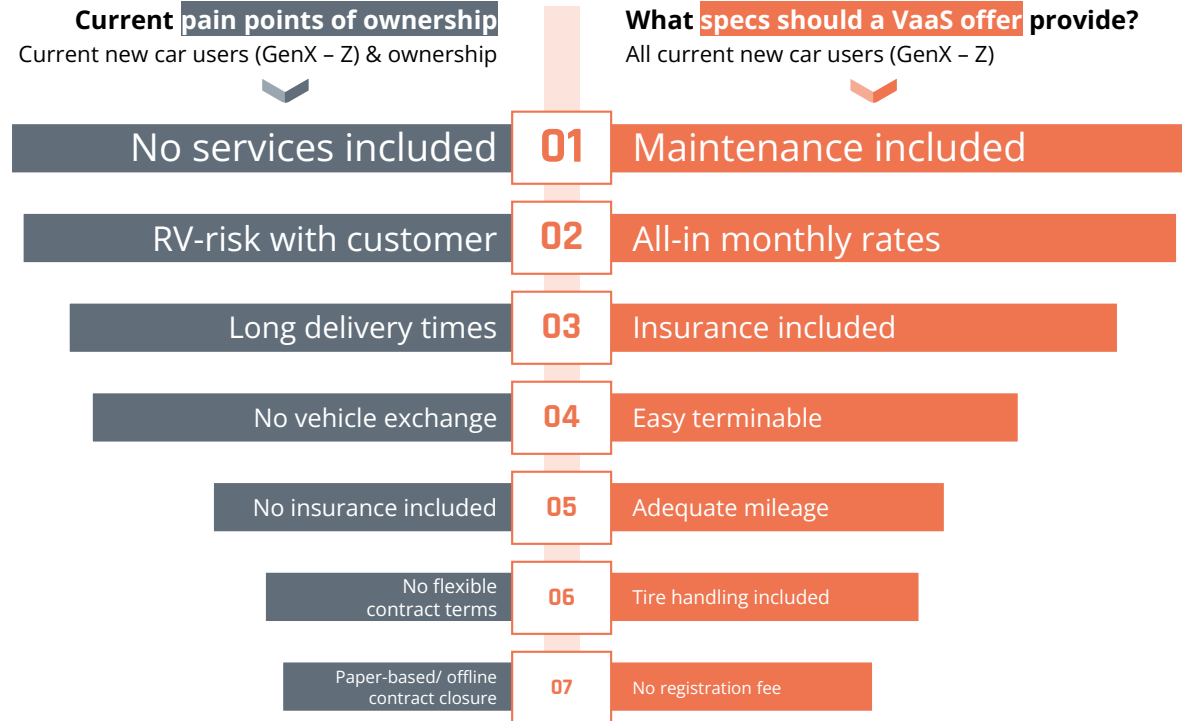 Current pain points of ownership
Current new car users (GenX – Z) & ownership
What specs should a VaaS offer provide?
All current new car users (GenX – Z)
No services included
01
Maintenance included
RV-risk with customer
02
All-in monthly rates
Long delivery times
03
Insurance included
No vehicle exchange
04
Easy terminable
No insurance included
05
Adequate mileage
No flexible
contract terms
06
Tire handling included
Paper-based/ offline
contract closure
07
No registration fee